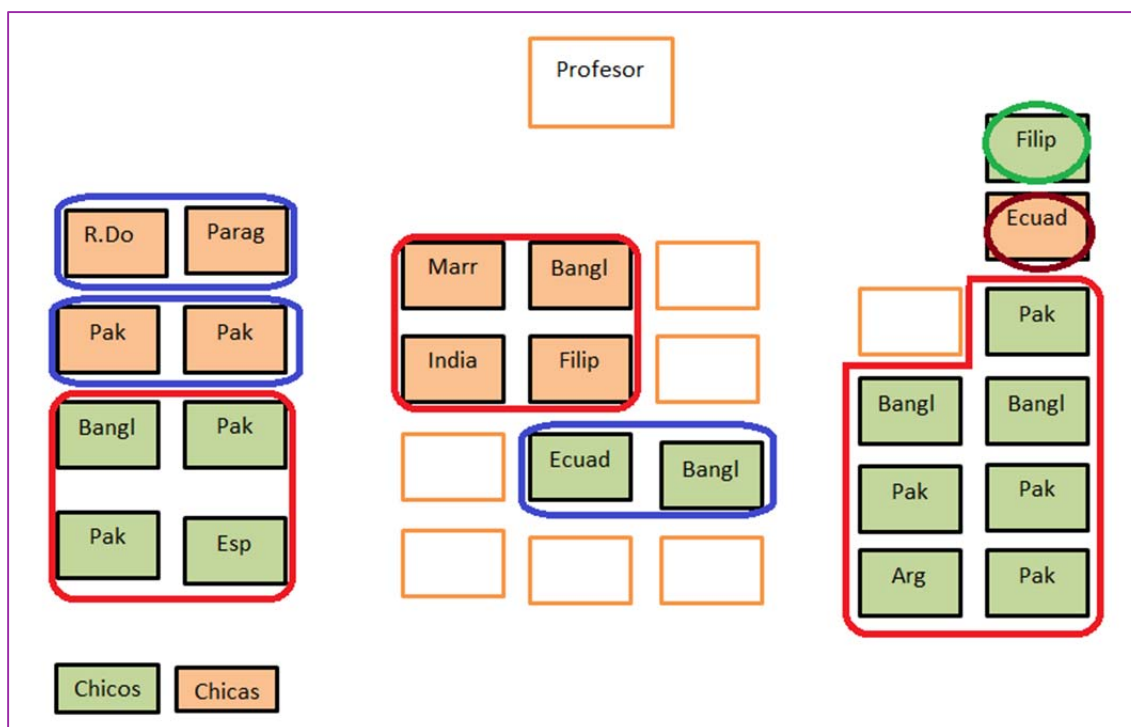 Profesor
Filip
Ecuad
R.Do Parag
Pak Pak
Bangl Pak
Pak Esp
Marr Bangl
India Filip
Ecuad Bangl
Pak
Bangl Bangl
Pak Pak
Arg Pak
Chicos Chicas